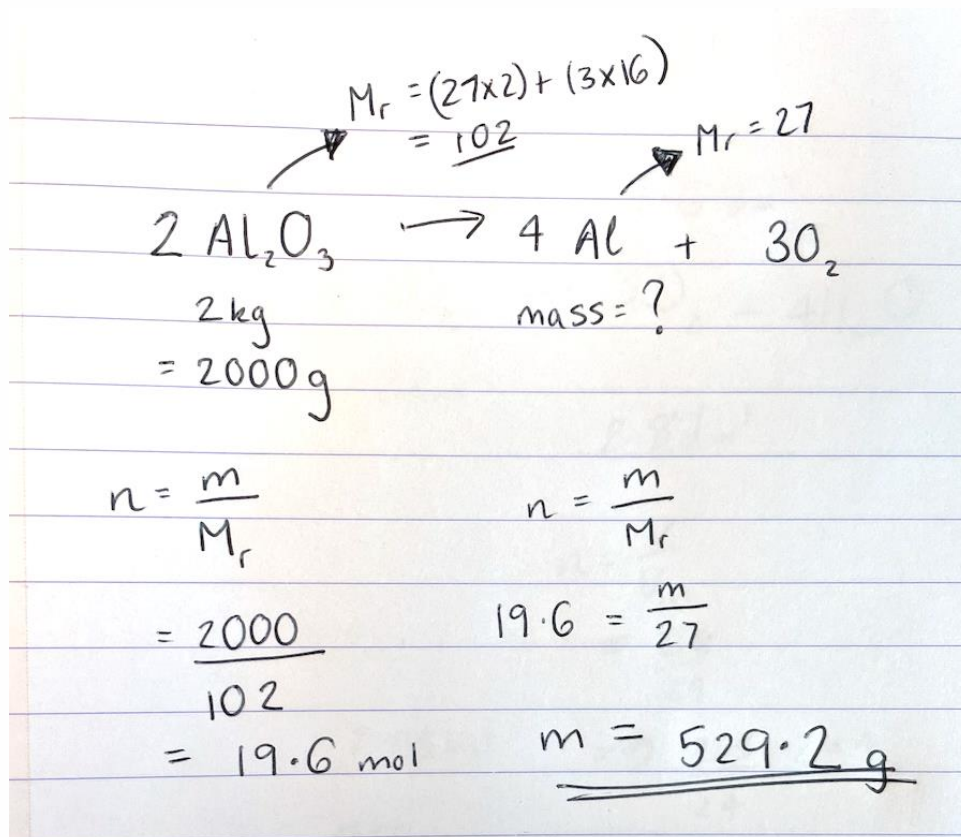 Mr = (27x2) + (3x16)
= 102
Mr = 27
2 Al₂O₃ → 4 Al + 3O₂
2kg
= 2000g
mass = ?
n = m/Mr
= 2000/102
= 19.6 mol
n = m/Mr
19.6 = m/27
m = 529.2 g